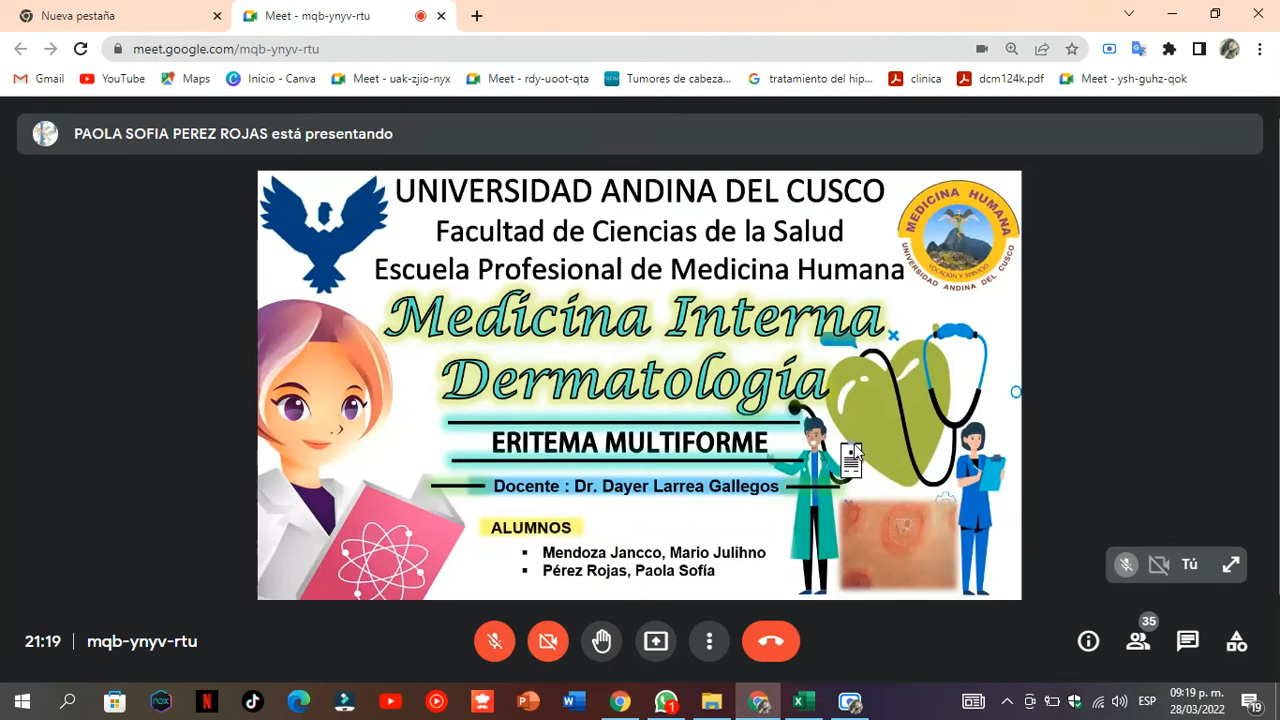 Nueva pestaña
Meet - mqb-ynyv-rtu
meet.google.com/mqb-ynyv-rtu
Gmail
YouTube
Maps
Inicio - Canva
Meet - uak-zjio-nyx
Meet - rdy-uoot-qta
Tumores de cabeza...
tratamiento del hip...
clinica
dcm124k.pdf
Meet - ysh-guhz-qok
PAOLA SOFIA PEREZ ROJAS está presentando
UNIVERSIDAD ANDINA DEL CUSCO
Facultad de Ciencias de la Salud
Escuela Profesional de Medicina Humana
MEDICINA HUMANA
VOCACIÓN Y SERVICIO
UNIVERSIDAD ANDINA DEL CUSCO
Medicina Interna
Dermatología
ERITEMA MULTIFORME
Docente : Dr. Dayer Larrea Gallegos
ALUMNOS
▪ Mendoza Jancco, Mario Julihno
▪ Pérez Rojas, Paola Sofía
Tú
21:19 | mqb-ynyv-rtu
35
1
ESP
09:19 p. m.
28/03/2022
19